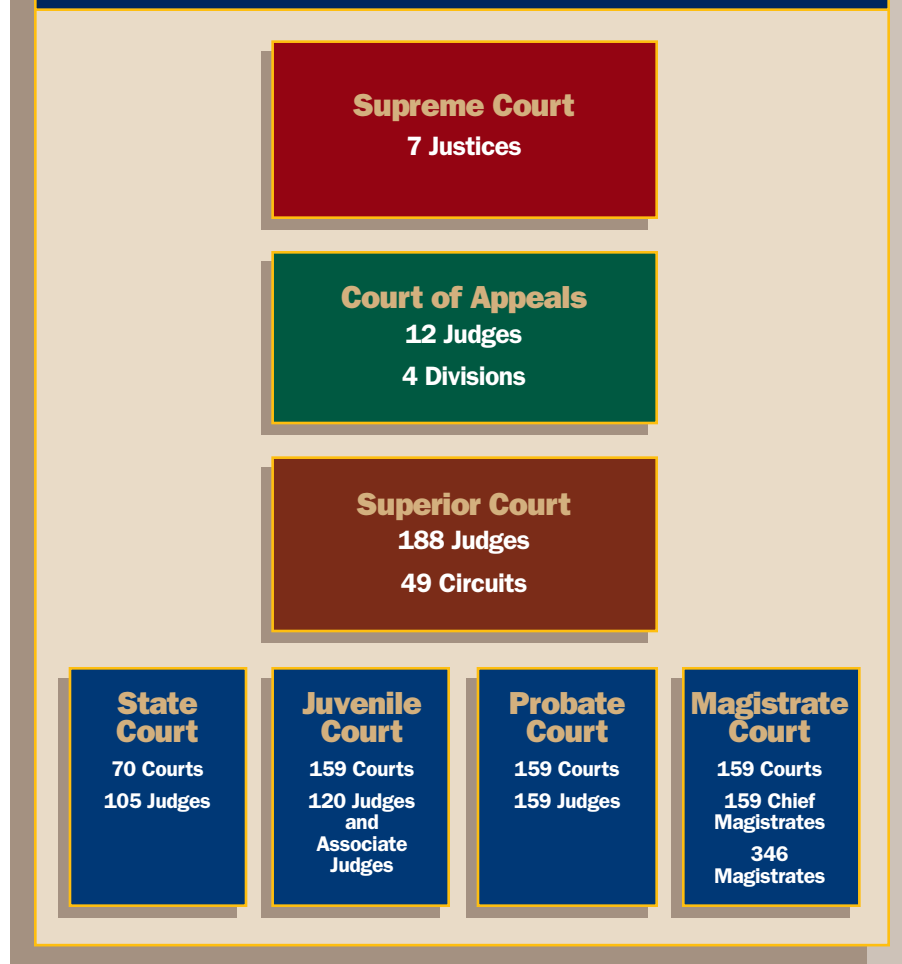 Supreme Court
7 Justices
Court of Appeals
12 Judges
4 Divisions
Superior Court
188 Judges
49 Circuits
State
Court
70 Courts
105 Judges
Juvenile
Court
159 Courts
120 Judges
and
Associate
Judges
Probate
Court
159 Courts
159 Judges
Magistrate
Court
159 Courts
159 Chief
Magistrates
346
Magistrates